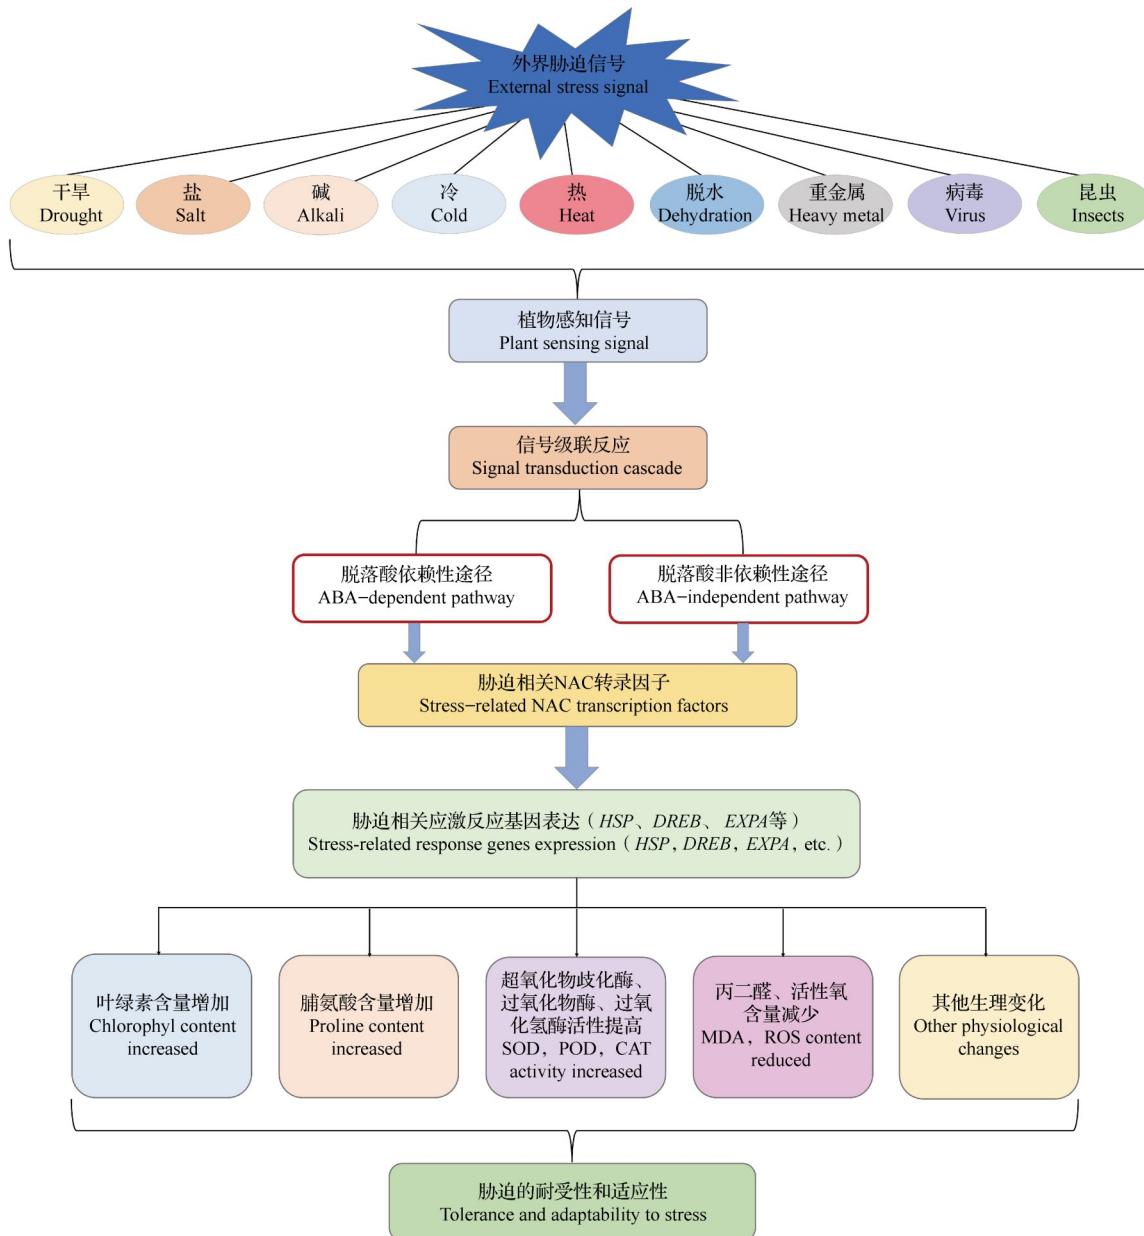 外界胁迫信号
External stress signal
干旱
Drought
盐
Salt
碱
Alkali
冷
Cold
热
Heat
脱水
Dehydration
重金属
Heavy metal
病毒
Virus
昆虫
Insects
植物感知信号
Plant sensing signal
信号级联反应
Signal transduction cascade
脱落酸依赖性途径
ABA−dependent pathway
脱落酸非依赖性途径
ABA−independent pathway
胁迫相关NAC转录因子
Stress−related NAC transcription factors
胁迫相关应激反应基因表达（HSP、DREB、EXPA等）
Stress-related response genes expression（HSP，DREB，EXPA，etc.）
叶绿素含量增加
Chlorophyl content
increased
脯氨酸含量增加
Proline content
increased
超氧化物歧化酶、
过氧化物酶、过氧
化氢酶活性提高
SOD，POD，CAT
activity increased
丙二醛、活性氧
含量减少
MDA，ROS content
reduced
其他生理变化
Other physiological
changes
胁迫的耐受性和适应性
Tolerance and adaptability to stress